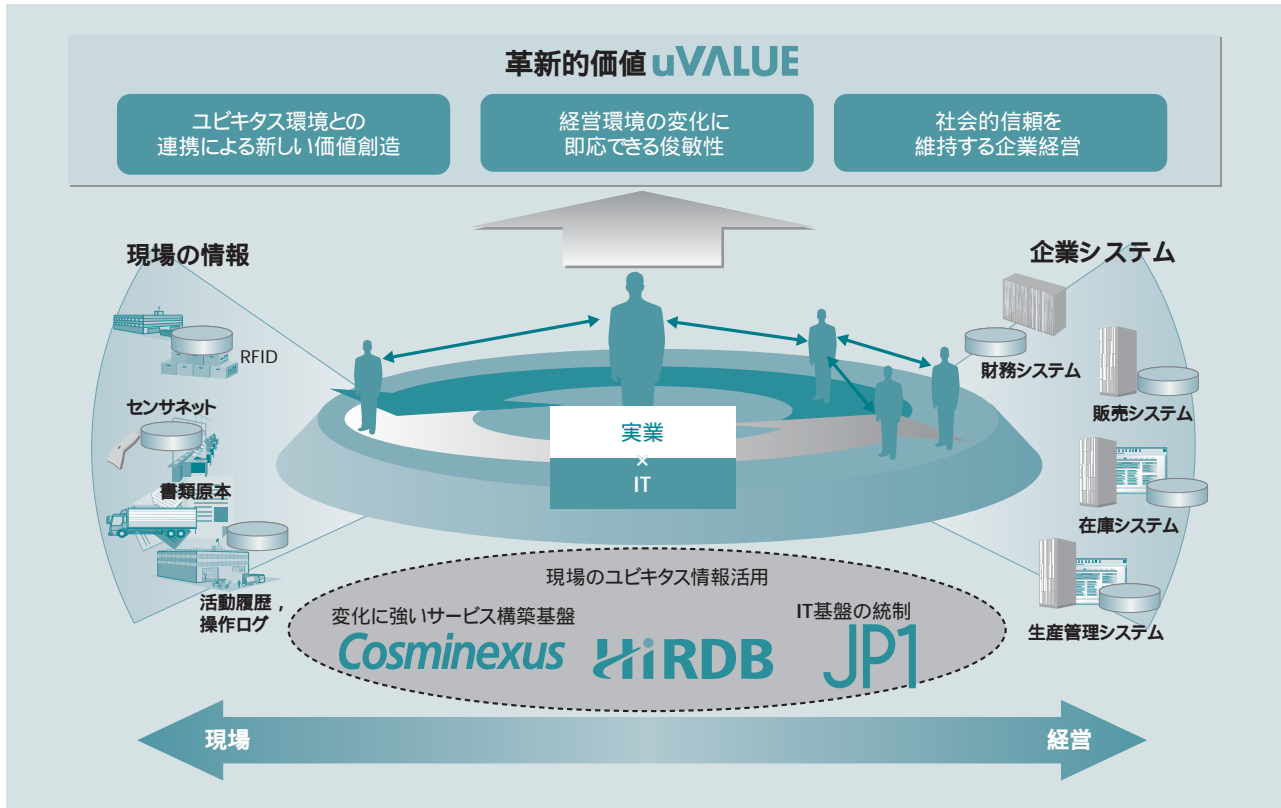 革新的価値 uVALUE
ユビキタス環境との
連携による新しい価値創造
経営環境の変化に
即応できる俊敏性
社会的信頼を
維持する企業経営
現場の情報
RFID
センサネット
書類原本
活動履歴，
操作ログ
企業システム
財務システム
販売システム
在庫システム
生産管理システム
実業
×
IT
現場のユビキタス情報活用
変化に強いサービス構築基盤
Cosminexus
HiRDB
IT基盤の統制
JP1
現場
経営